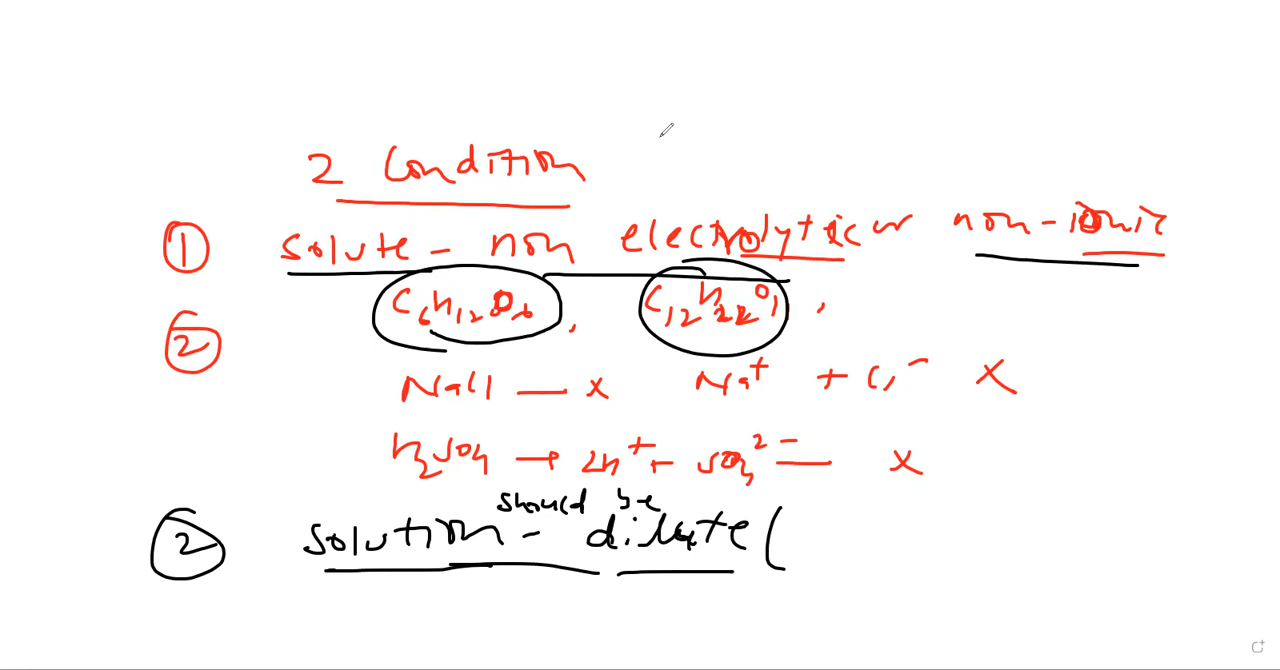 2 Condition
① solute - non electrolytic or non-ionic
② C6H12O6, C12H22O11,
NaCl — x Na+ + Cl- X
H2SO4 → 2H+ + SO4 2- — X
should be
② solution - dilute (